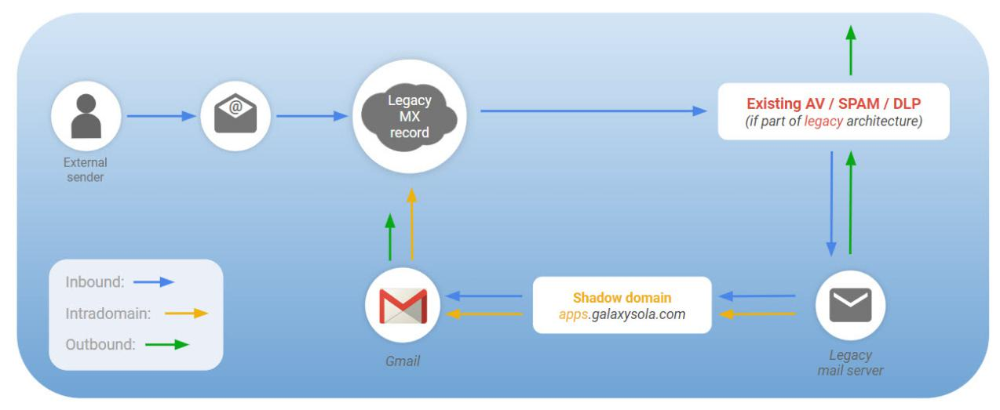 Legacy
MX
record
@
Existing AV / SPAM / DLP
(if part of legacy architecture)
External
sender
Inbound:
Intradomain:
Outbound:
Shadow domain
apps.galaxysola.com
Gmail
Legacy
mail server